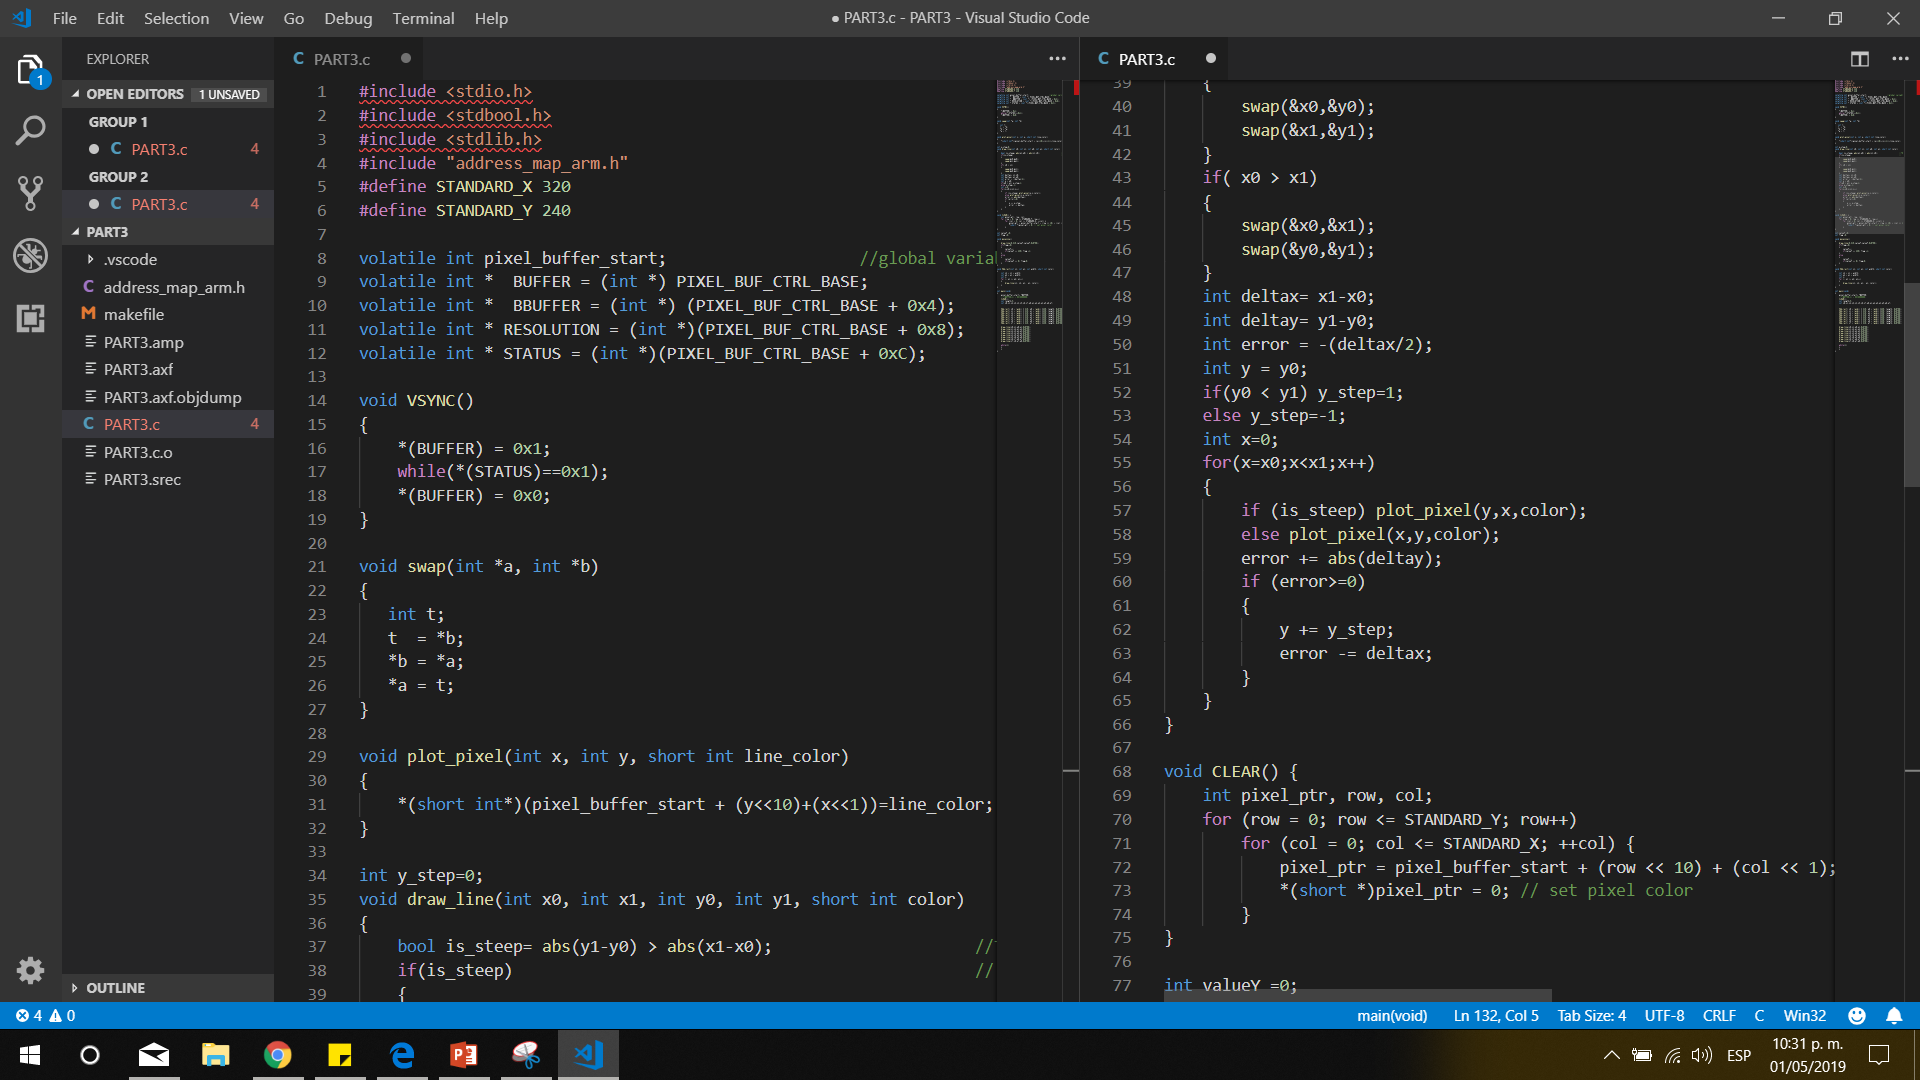 File Edit Selection View Go Debug Terminal Help
● PART3.c - PART3 - Visual Studio Code
EXPLORER
OPEN EDITORS 1 UNSAVED
GROUP 1
C PART3.c 4
GROUP 2
C PART3.c 4
PART3
.vscode
C address_map_arm.h
M makefile
PART3.amp
PART3.axf
PART3.axf.objdump
C PART3.c 4
PART3.c.o
PART3.srec
OUTLINE
1
C PART3.c
1 #include <stdio.h>
2 #include <stdbool.h>
3 #include <stdlib.h>
4 #include "address_map_arm.h"
5 #define STANDARD_X 320
6 #define STANDARD_Y 240
7
8 volatile int pixel_buffer_start; //global
9 volatile int * BUFFER = (int *) PIXEL_BUF_CTRL_BASE;
10 volatile int * BBUFFER = (int *) (PIXEL_BUF_CTRL_BASE + 0x4);
11 volatile int * RESOLUTION = (int *)(PIXEL_BUF_CTRL_BASE + 0x8);
12 volatile int * STATUS = (int *)(PIXEL_BUF_CTRL_BASE + 0xC);
13
14 void VSYNC()
15 {
16 *(BUFFER) = 0x1;
17 while(*(STATUS)==0x1);
18 *(BUFFER) = 0x0;
19 }
20
21 void swap(int *a, int *b)
22 {
23 int t;
24 t  = *b;
25 *b = *a;
26 *a = t;
27 }
28
29 void plot_pixel(int x, int y, short int line_color)
30 {
31 *(short int*)(pixel_buffer_start + (y<<10)+(x<<1))=line_color;
32 }
33
34 int y_step=0;
35 void draw_line(int x0, int x1, int y0, int y1, short int color)
36 {
37 bool is_steep= abs(y1-y0) > abs(x1-x0); //
38 if(is_steep) //
39 {
C PART3.c
39 {
40 swap(&x0,&y0);
41 swap(&x1,&y1);
42 }
43 if( x0 > x1)
44 {
45 swap(&x0,&x1);
46 swap(&y0,&y1);
47 }
48 int deltax= x1-x0;
49 int deltay= y1-y0;
50 int error = -(deltax/2);
51 int y = y0;
52 if(y0 < y1) y_step=1;
53 else y_step=-1;
54 int x=0;
55 for(x=x0;x<x1;x++)
56 {
57 if (is_steep) plot_pixel(y,x,color);
58 else plot_pixel(x,y,color);
59 error += abs(deltay);
60 if (error>=0)
61 {
62 y += y_step;
63 error -= deltax;
64 }
65 }
66 }
67
68 void CLEAR() {
69 int pixel_ptr, row, col;
70 for (row = 0; row <= STANDARD_Y; row++)
71 for (col = 0; col <= STANDARD_X; ++col) {
72 pixel_ptr = pixel_buffer_start + (row << 10) + (col << 1);
73 *(short *)pixel_ptr = 0; // set pixel color
74 }
75 }
76
77 int valueY =0;
4 0
main(void) Ln 132, Col 5 Tab Size: 4 UTF-8 CRLF C Win32
ESP
10:31 p. m.
01/05/2019